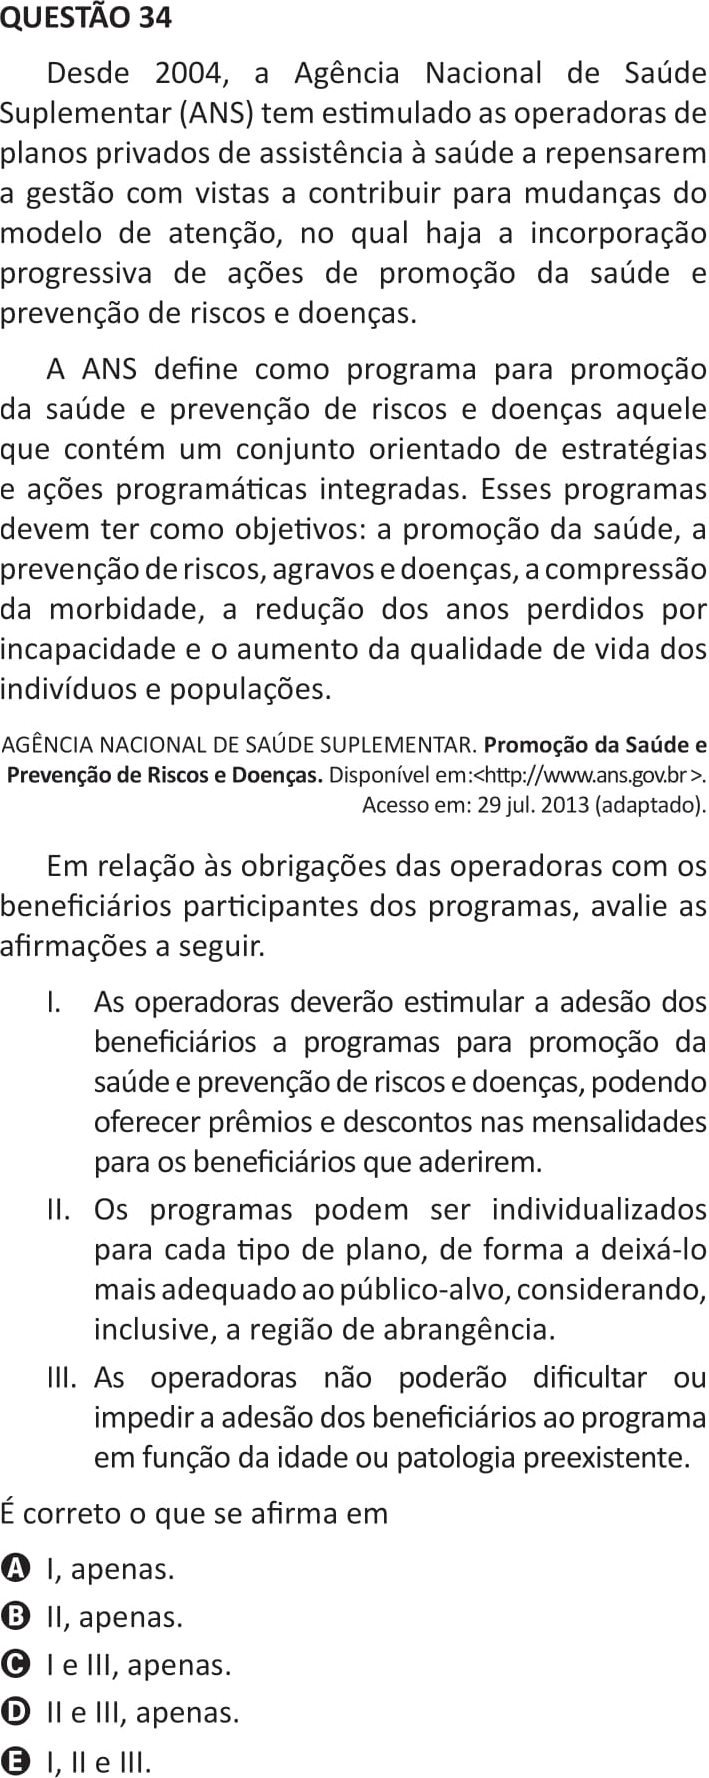 QUESTÃO 34
Desde 2004, a Agência Nacional de Saúde
Suplementar (ANS) tem estimulado as operadoras de
planos privados de assistência à saúde a repensarem
a gestão com vistas a contribuir para mudanças do
modelo de atenção, no qual haja a incorporação
progressiva de ações de promoção da saúde e
prevenção de riscos e doenças.
A ANS define como programa para promoção
da saúde e prevenção de riscos e doenças aquele
que contém um conjunto orientado de estratégias
e ações programáticas integradas. Esses programas
devem ter como objetivos: a promoção da saúde, a
prevenção de riscos, agravos e doenças, a compressão
da morbidade, a redução dos anos perdidos por
incapacidade e o aumento da qualidade de vida dos
indivíduos e populações.
AGÊNCIA NACIONAL DE SAÚDE SUPLEMENTAR. Promoção da Saúde e
Prevenção de Riscos e Doenças. Disponível em:<http://www.ans.gov.br >.
Acesso em: 29 jul. 2013 (adaptado).
Em relação às obrigações das operadoras com os
beneficiários participantes dos programas, avalie as
afirmações a seguir.
I. As operadoras deverão estimular a adesão dos
beneficiários a programas para promoção da
saúde e prevenção de riscos e doenças, podendo
oferecer prêmios e descontos nas mensalidades
para os beneficiários que aderirem.
II. Os programas podem ser individualizados
para cada tipo de plano, de forma a deixá-lo
mais adequado ao público-alvo, considerando,
inclusive, a região de abrangência.
III. As operadoras não poderão dificultar ou
impedir a adesão dos beneficiários ao programa
em função da idade ou patologia preexistente.
É correto o que se afirma em
A I, apenas.
B II, apenas.
C I e III, apenas.
D II e III, apenas.
E I, II e III.